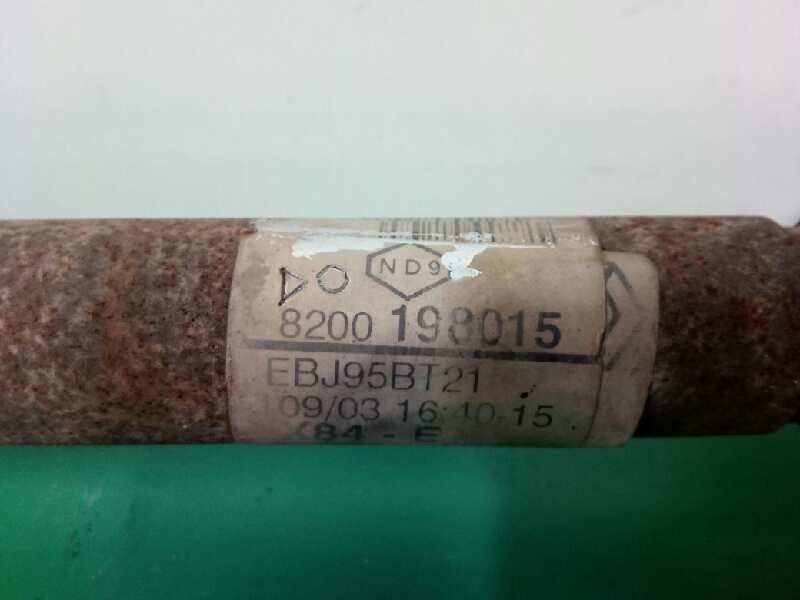 ND9
8200 198015
EBJ95BT21
09/03 16:40-15
X84 - E